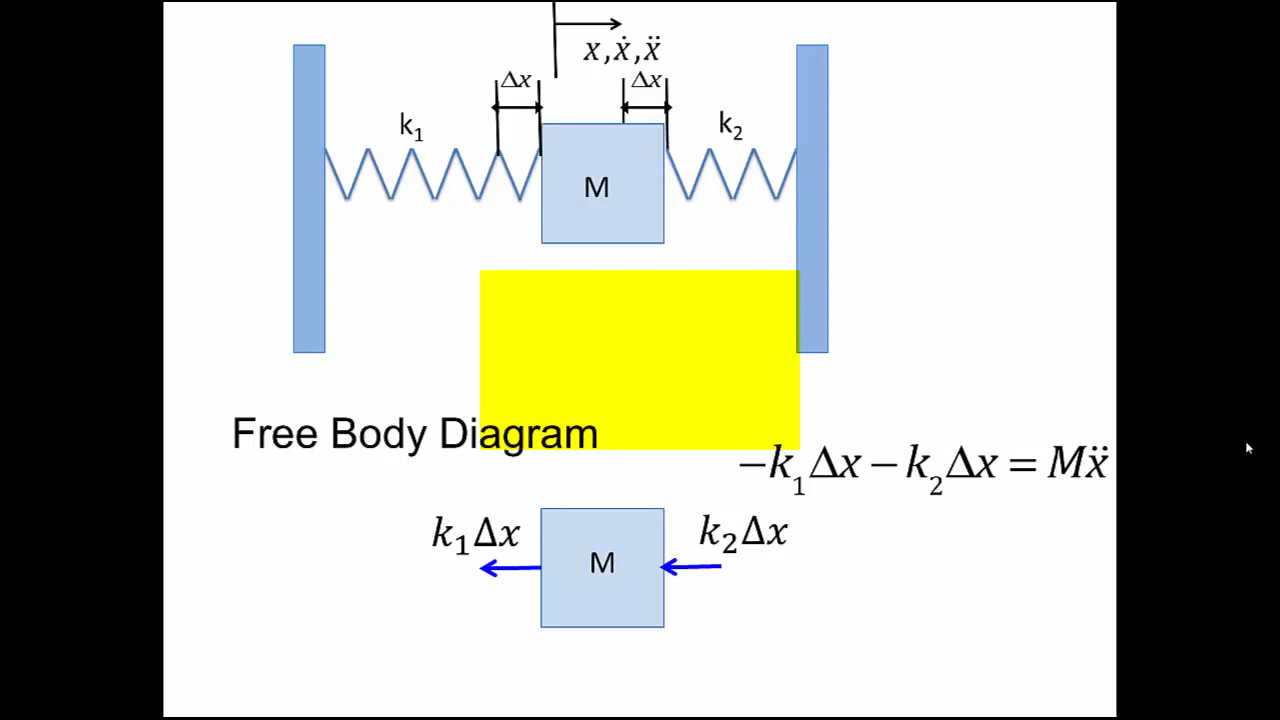 x , ẋ , ẍ
Δx Δx
k₁ k₂
M
Free Body Diagram
−k₁Δx − k₂Δx = Mẍ
k₁Δx k₂Δx
M